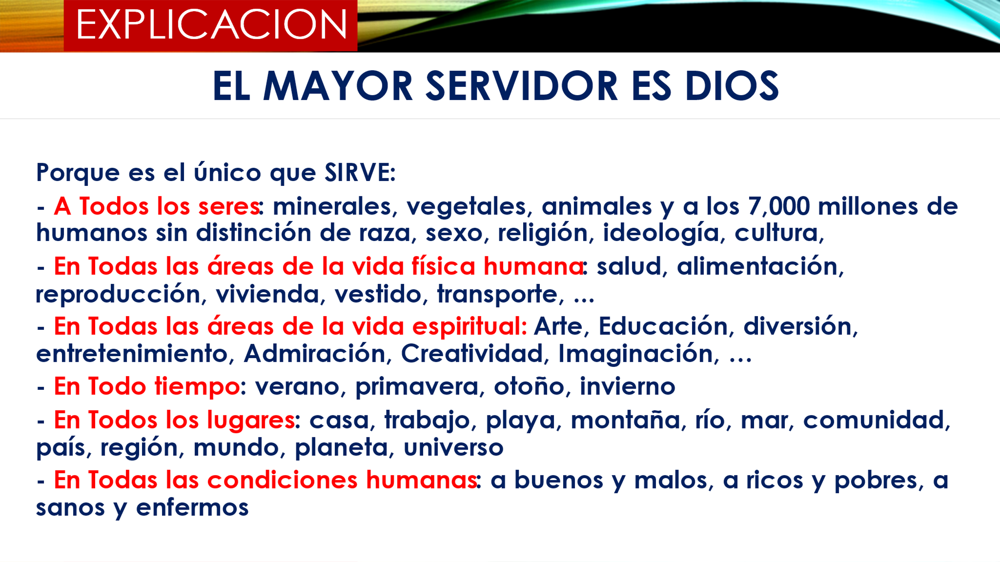 EXPLICACION
EL MAYOR SERVIDOR ES DIOS
Porque es el único que SIRVE:
- A Todos los seres: minerales, vegetales, animales y a los 7,000 millones de
humanos sin distinción de raza, sexo, religión, ideología, cultura,
- En Todas las áreas de la vida física humana: salud, alimentación,
reproducción, vivienda, vestido, transporte, ...
- En Todas las áreas de la vida espiritual: Arte, Educación, diversión,
entretenimiento, Admiración, Creatividad, Imaginación, ...
- En Todo tiempo: verano, primavera, otoño, invierno
- En Todos los lugares: casa, trabajo, playa, montaña, río, mar, comunidad,
país, región, mundo, planeta, universo
- En Todas las condiciones humanas: a buenos y malos, a ricos y pobres, a
sanos y enfermos